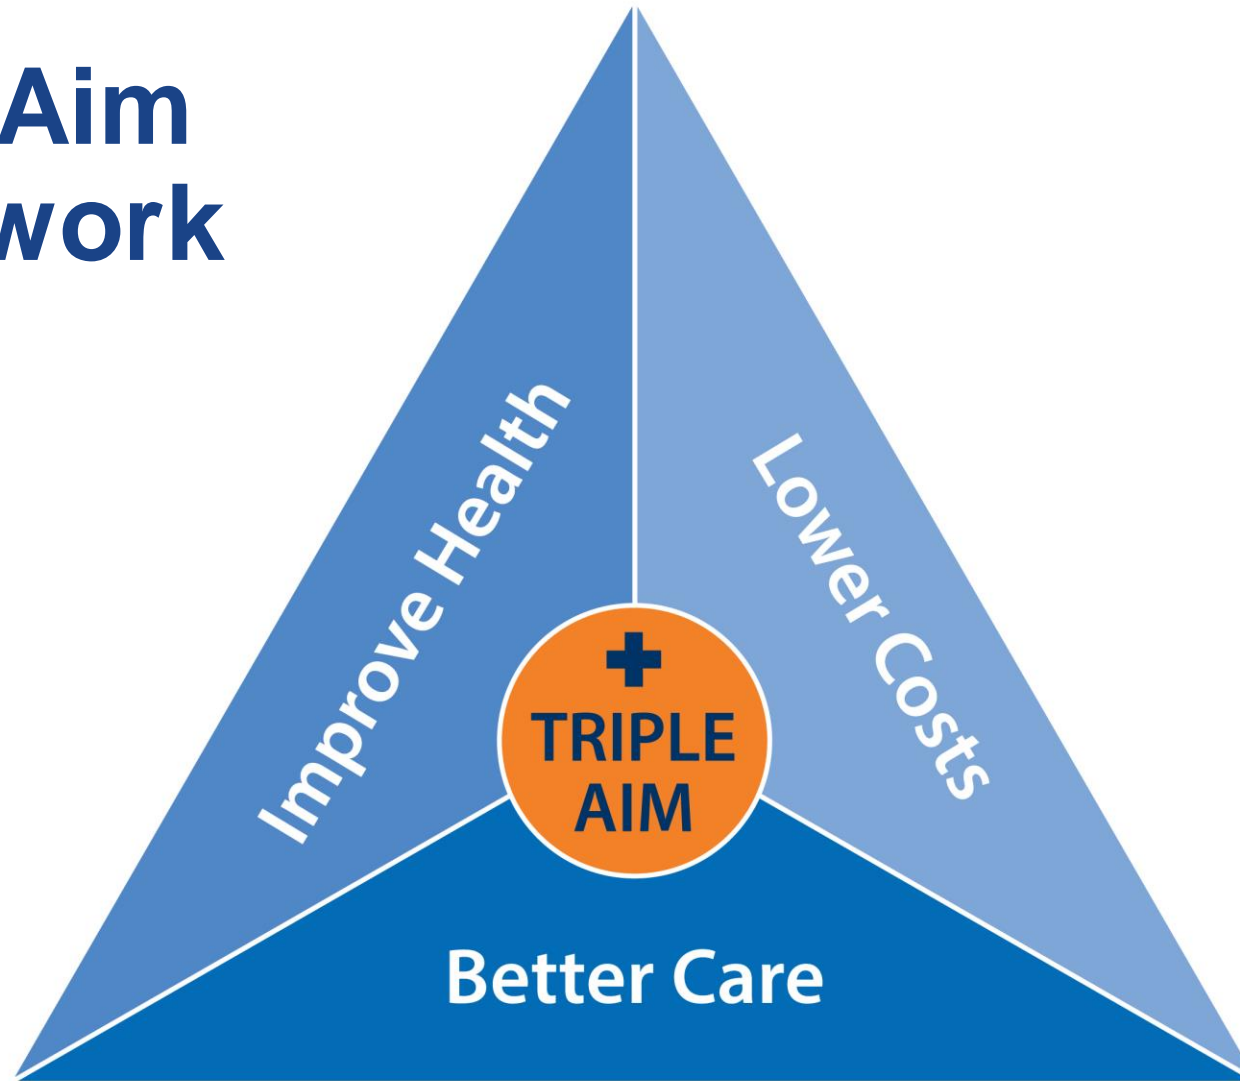 Aim
work
Improve Health
Lower Costs
TRIPLE
AIM
Better Care